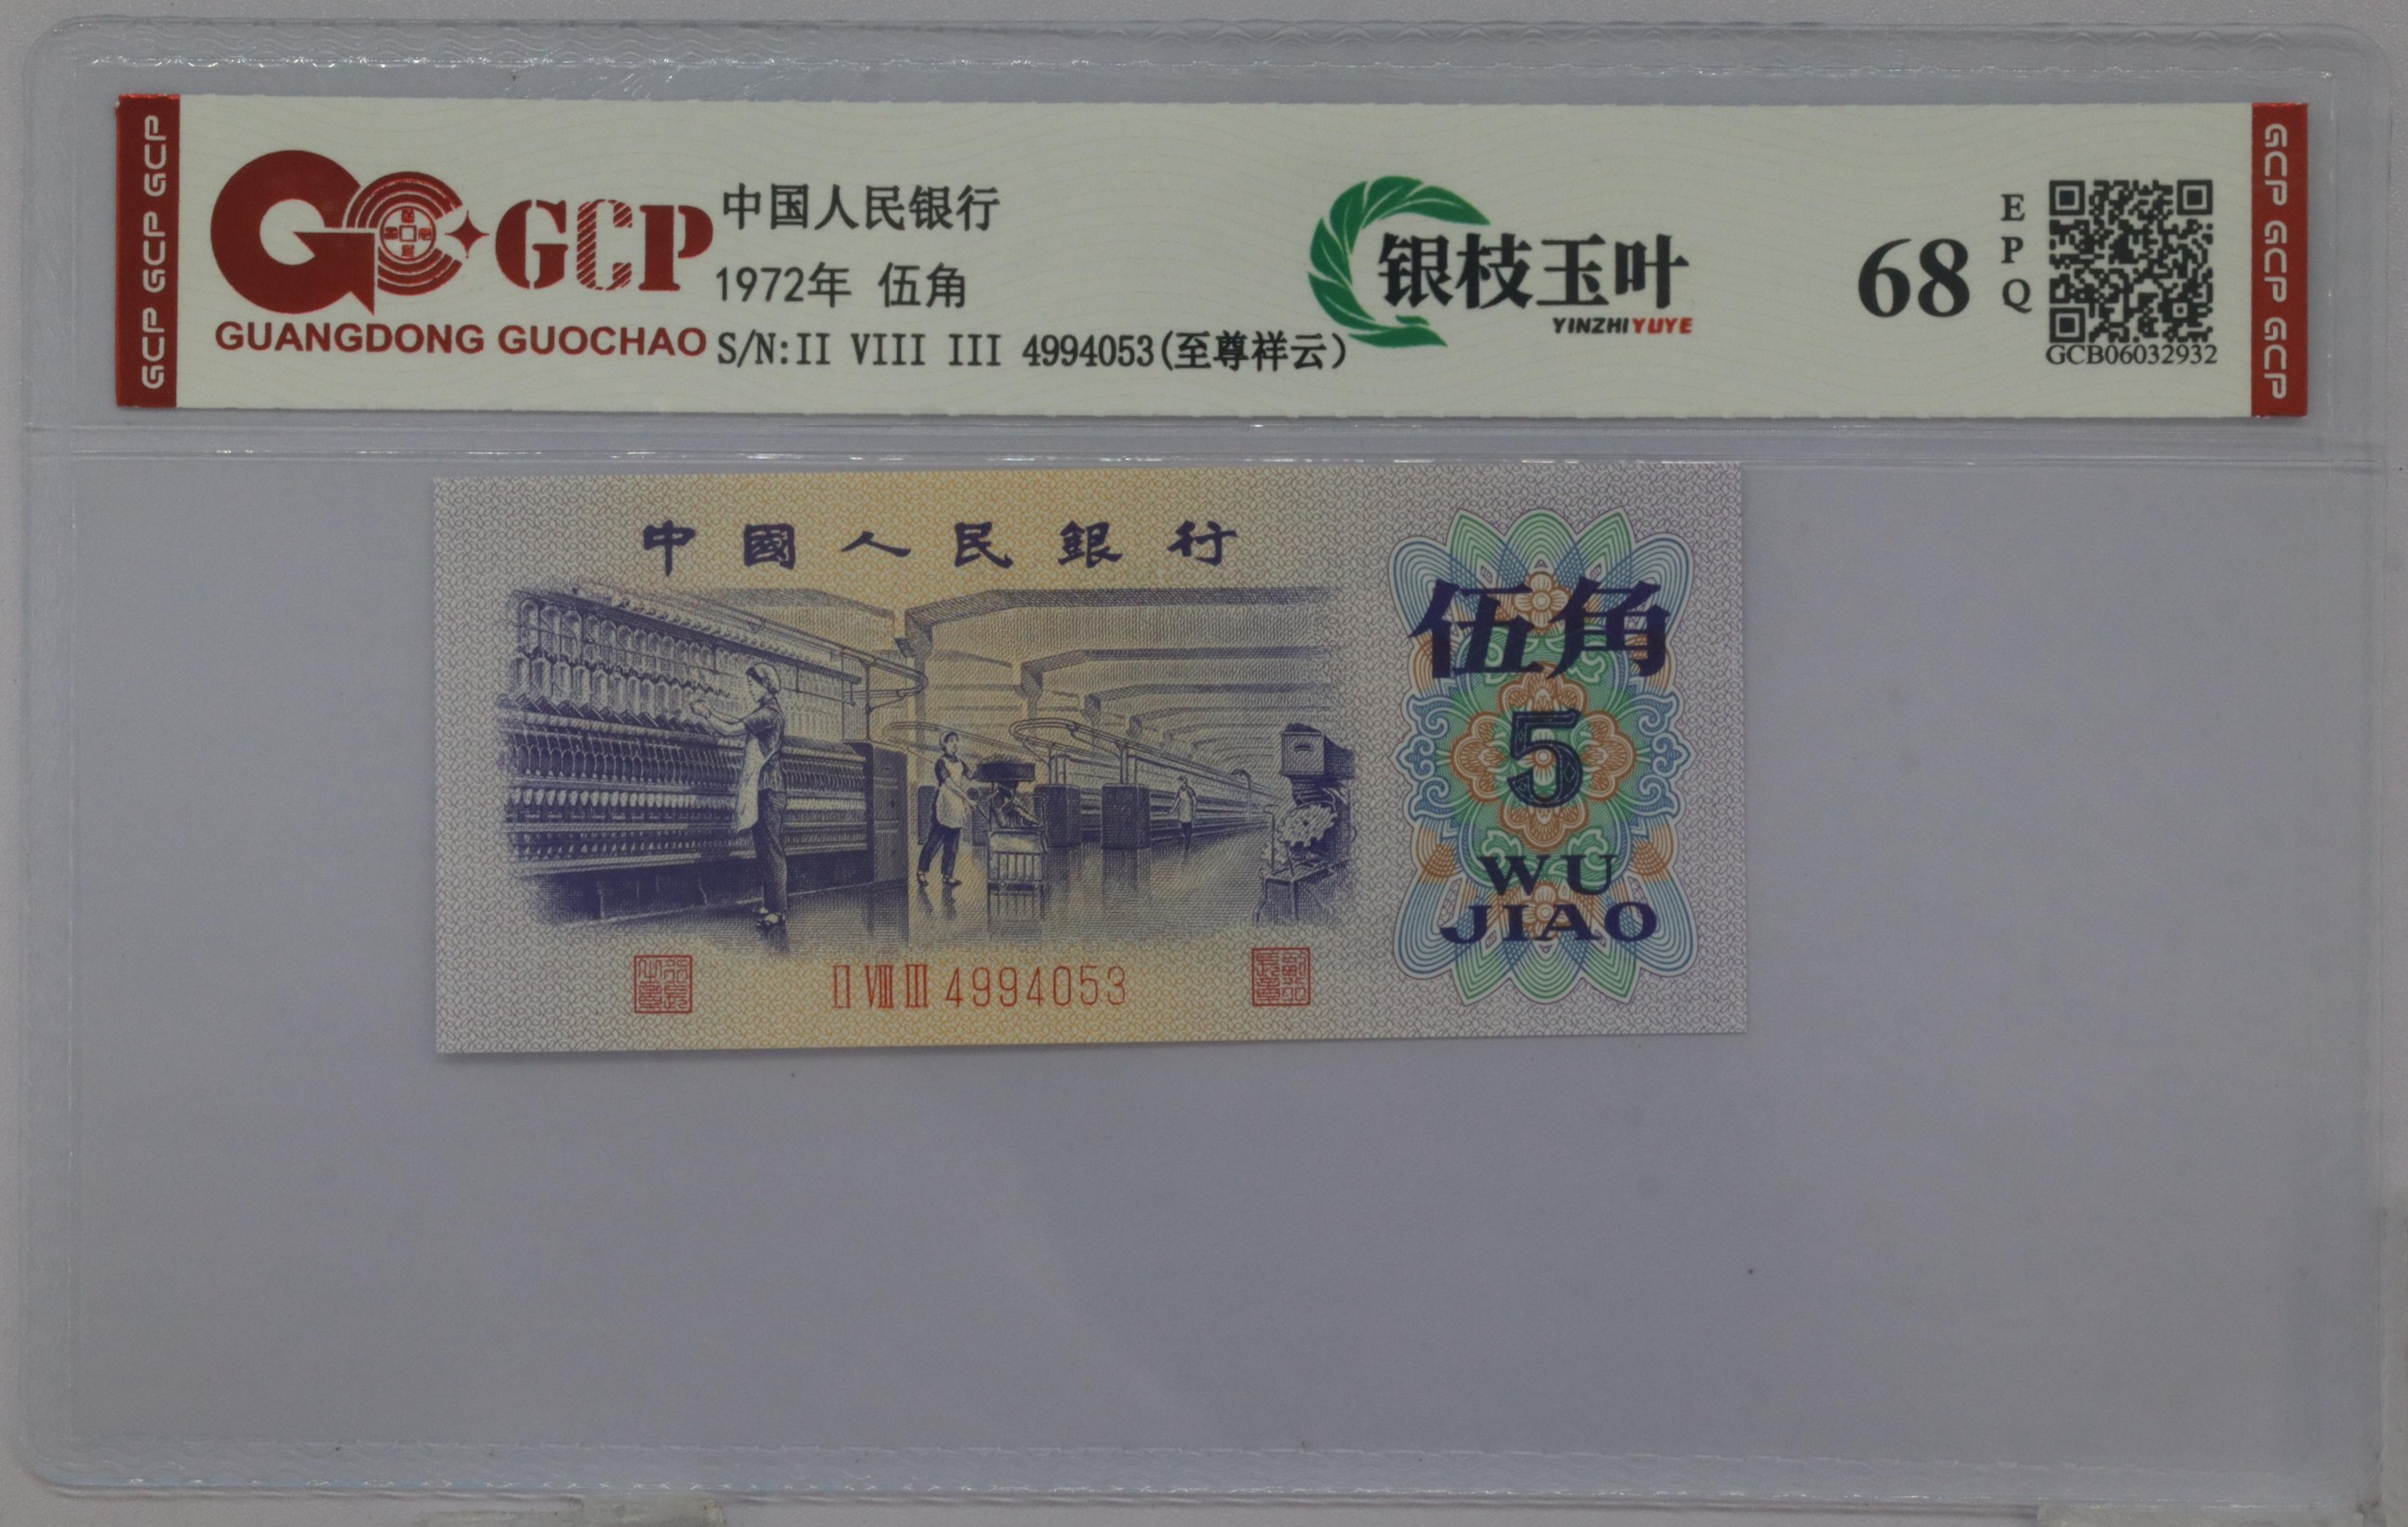 GCP GCP GCP
GCP
GUANGDONG GUOCHAO
中国人民银行
1972年 伍角
S/N:II VIII III 4994053(至尊祥云)
银枝玉叶
YINZHIYUYE
68
EPQ
GCB06032932
GCP GCP GCP
中國人民銀行
伍角
5
WU
JIAO
II VIII III 4994053